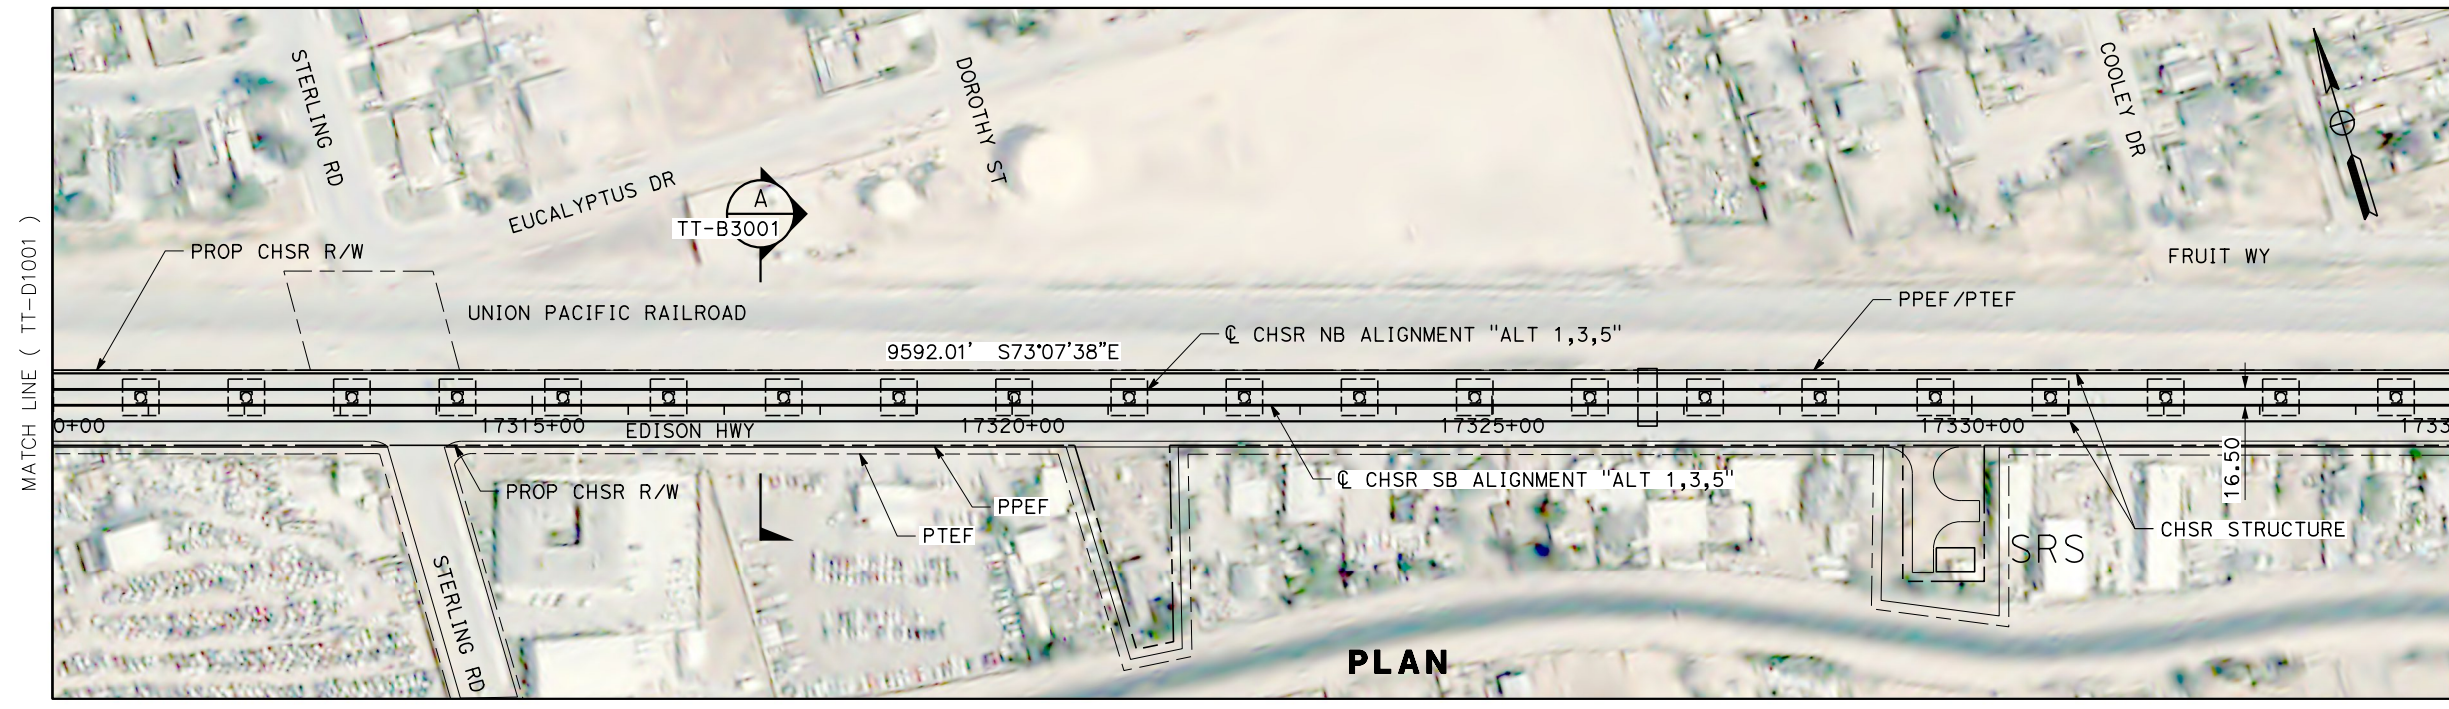 MATCH LINE ( TT-D1001 )
STERLING RD
EUCALYPTUS DR
DOROTHY ST
COOLEY DR
A
TT-B3001
PROP CHSR R/W
FRUIT WY
UNION PACIFIC RAILROAD
PPEF/PTEF
℄ CHSR NB ALIGNMENT "ALT 1,3,5"
9592.01' S73°07'38"E
0+00
17315+00
EDISON HWY
17320+00
17325+00
17330+00
1733
16.50
PROP CHSR R/W
PPEF
PTEF
℄ CHSR SB ALIGNMENT "ALT 1,3,5"
CHSR STRUCTURE
SRS
STERLING RD
PLAN